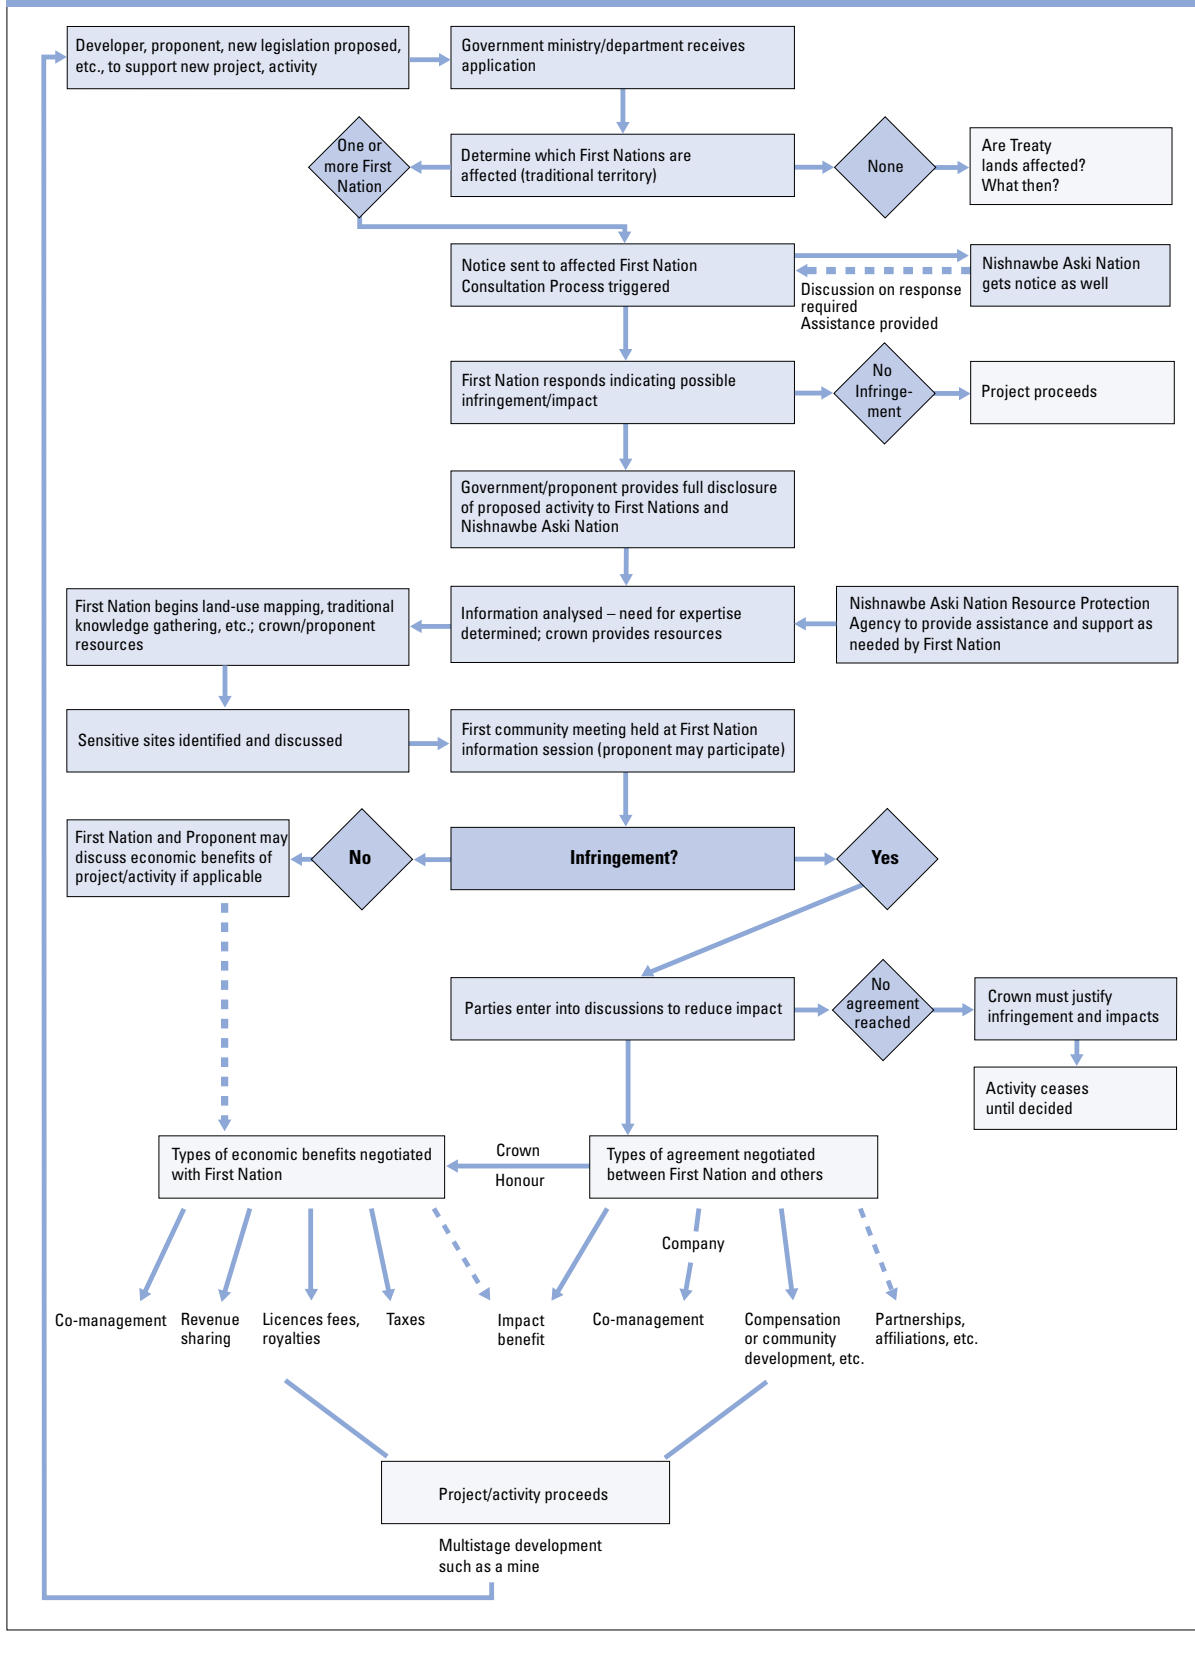 Developer, proponent, new legislation proposed,
etc., to support new project, activity
Government ministry/department receives
application
One or
more First
Nation
Determine which First Nations are
affected (traditional territory)
None
Are Treaty
lands affected?
What then?
Notice sent to affected First Nation
Consultation Process triggered
Nishnawbe Aski Nation
gets notice as well
Discussion on response
required
Assistance provided
First Nation responds indicating possible
infringement/impact
No
Infringe-
ment
Project proceeds
Government/proponent provides full disclosure
of proposed activity to First Nations and
Nishnawbe Aski Nation
First Nation begins land-use mapping, traditional
knowledge gathering, etc.; crown/proponent
resources
Information analysed – need for expertise
determined; crown provides resources
Nishnawbe Aski Nation Resource Protection
Agency to provide assistance and support as
needed by First Nation
Sensitive sites identified and discussed
First community meeting held at First Nation
information session (proponent may participate)
First Nation and Proponent may
discuss economic benefits of
project/activity if applicable
No
Infringement?
Yes
Parties enter into discussions to reduce impact
No
agreement
reached
Crown must justify
infringement and impacts
Activity ceases
until decided
Types of economic benefits negotiated
with First Nation
Crown
Honour
Types of agreement negotiated
between First Nation and others
Company
Co-management
Revenue
sharing
Licences fees,
royalties
Taxes
Impact
benefit
Co-management
Compensation
or community
development, etc.
Partnerships,
affiliations, etc.
Project/activity proceeds
Multistage development
such as a mine